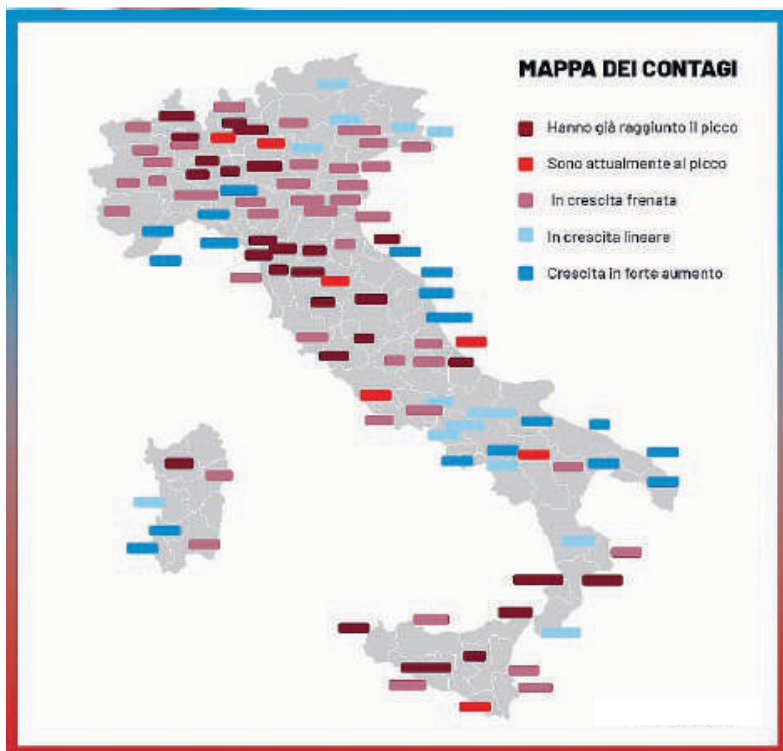 MAPPA DEI CONTAGI
Hanno già raggiunto il picco
Sono attualmente al picco
In crescita frenata
In crescita lineare
Crescita in forte aumento